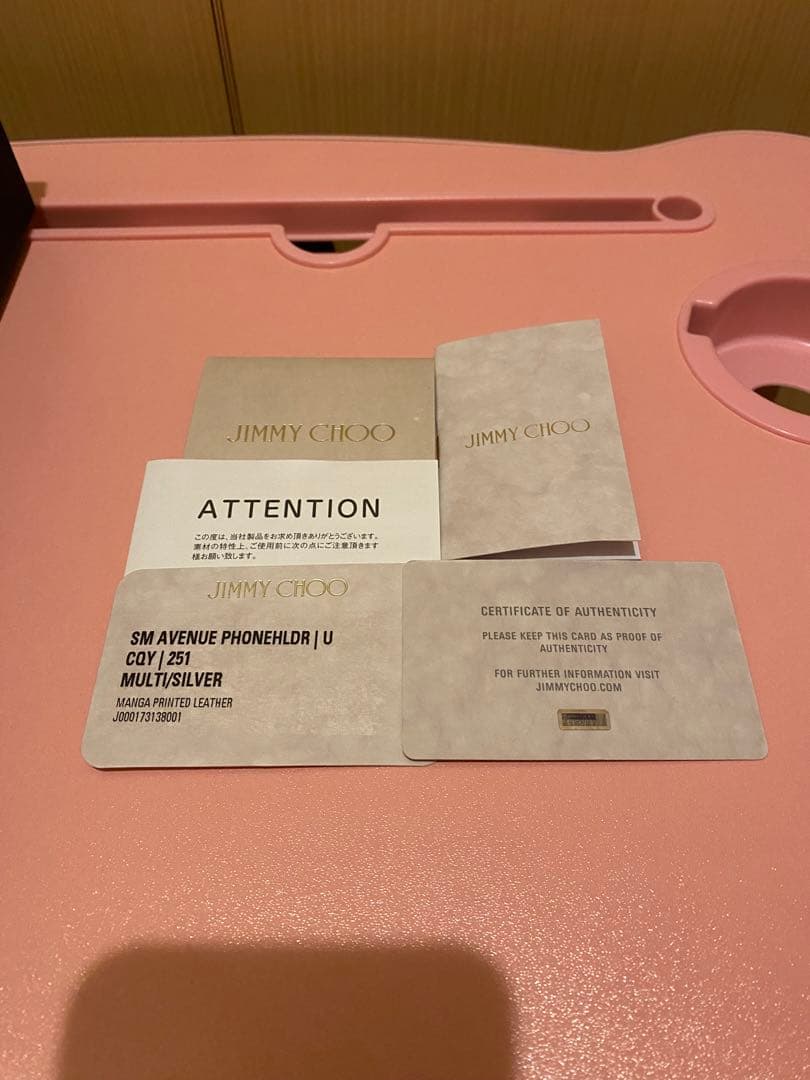 JIMMY CHOO
JIMMY CHOO
ATTENTION
この度は、当社製品をお求め頂きありがとうございます。
素材の特性上、ご使用前に次の点にご注意頂きます
様お願い致します。
JIMMY CHOO
SM AVENUE PHONEHLDR | U
CQY | 251
MULTI/SILVER
MANGA PRINTED LEATHER
J000173138001
CERTIFICATE OF AUTHENTICITY
PLEASE KEEP THIS CARD AS PROOF OF
AUTHENTICITY
FOR FURTHER INFORMATION VISIT
JIMMYCHOO.COM